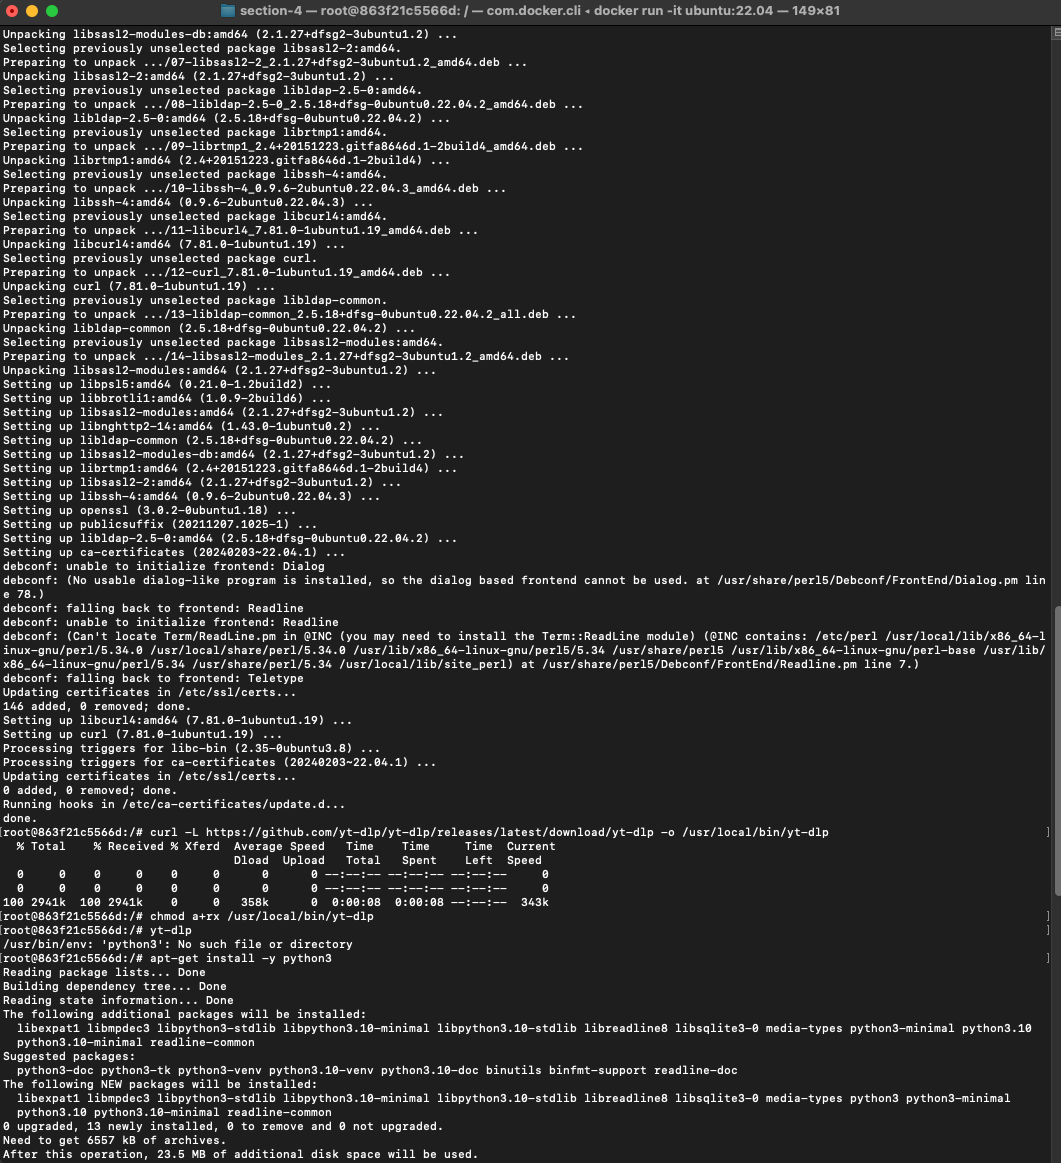 section-4 — root@863f21c5566d: / — com.docker.cli ◂ docker run -it ubuntu:22.04 — 149×81
Unpacking libsasl2-modules-db:amd64 (2.1.27+dfsg2-3ubuntu1.2) ...
Selecting previously unselected package libsasl2-2:amd64.
Preparing to unpack .../07-libsasl2-2_2.1.27+dfsg2-3ubuntu1.2_amd64.deb ...
Unpacking libsasl2-2:amd64 (2.1.27+dfsg2-3ubuntu1.2) ...
Selecting previously unselected package libldap-2.5-0:amd64.
Preparing to unpack .../08-libldap-2.5-0_2.5.18+dfsg-0ubuntu0.22.04.2_amd64.deb ...
Unpacking libldap-2.5-0:amd64 (2.5.18+dfsg-0ubuntu0.22.04.2) ...
Selecting previously unselected package librtmp1:amd64.
Preparing to unpack .../09-librtmp1_2.4+20151223.gitfa8646d.1-2build4_amd64.deb ...
Unpacking librtmp1:amd64 (2.4+20151223.gitfa8646d.1-2build4) ...
Selecting previously unselected package libssh-4:amd64.
Preparing to unpack .../10-libssh-4_0.9.6-2ubuntu0.22.04.3_amd64.deb ...
Unpacking libssh-4:amd64 (0.9.6-2ubuntu0.22.04.3) ...
Selecting previously unselected package libcurl4:amd64.
Preparing to unpack .../11-libcurl4_7.81.0-1ubuntu1.19_amd64.deb ...
Unpacking libcurl4:amd64 (7.81.0-1ubuntu1.19) ...
Selecting previously unselected package curl.
Preparing to unpack .../12-curl_7.81.0-1ubuntu1.19_amd64.deb ...
Unpacking curl (7.81.0-1ubuntu1.19) ...
Selecting previously unselected package libldap-common.
Preparing to unpack .../13-libldap-common_2.5.18+dfsg-0ubuntu0.22.04.2_all.deb ...
Unpacking libldap-common (2.5.18+dfsg-0ubuntu0.22.04.2) ...
Selecting previously unselected package libsasl2-modules:amd64.
Preparing to unpack .../14-libsasl2-modules_2.1.27+dfsg2-3ubuntu1.2_amd64.deb ...
Unpacking libsasl2-modules:amd64 (2.1.27+dfsg2-3ubuntu1.2) ...
Setting up libpsl5:amd64 (0.21.0-1.2build2) ...
Setting up libbrotli1:amd64 (1.0.9-2build6) ...
Setting up libsasl2-modules:amd64 (2.1.27+dfsg2-3ubuntu1.2) ...
Setting up libnghttp2-14:amd64 (1.43.0-1ubuntu0.2) ...
Setting up libldap-common (2.5.18+dfsg-0ubuntu0.22.04.2) ...
Setting up libsasl2-modules-db:amd64 (2.1.27+dfsg2-3ubuntu1.2) ...
Setting up librtmp1:amd64 (2.4+20151223.gitfa8646d.1-2build4) ...
Setting up libsasl2-2:amd64 (2.1.27+dfsg2-3ubuntu1.2) ...
Setting up libssh-4:amd64 (0.9.6-2ubuntu0.22.04.3) ...
Setting up openssl (3.0.2-0ubuntu1.18) ...
Setting up publicsuffix (20211207.1025-1) ...
Setting up libldap-2.5-0:amd64 (2.5.18+dfsg-0ubuntu0.22.04.2) ...
Setting up ca-certificates (20240203~22.04.1) ...
debconf: unable to initialize frontend: Dialog
debconf: (No usable dialog-like program is installed, so the dialog based frontend cannot be used. at /usr/share/perl5/Debconf/FrontEnd/Dialog.pm lin
e 78.)
debconf: falling back to frontend: Readline
debconf: unable to initialize frontend: Readline
debconf: (Can't locate Term/ReadLine.pm in @INC (you may need to install the Term::ReadLine module) (@INC contains: /etc/perl /usr/local/lib/x86_64-l
inux-gnu/perl/5.34.0 /usr/local/share/perl/5.34.0 /usr/lib/x86_64-linux-gnu/perl5/5.34 /usr/share/perl5 /usr/lib/x86_64-linux-gnu/perl-base /usr/lib/
x86_64-linux-gnu/perl/5.34 /usr/share/perl/5.34 /usr/local/lib/site_perl) at /usr/share/perl5/Debconf/FrontEnd/Readline.pm line 7.)
debconf: falling back to frontend: Teletype
Updating certificates in /etc/ssl/certs...
146 added, 0 removed; done.
Setting up libcurl4:amd64 (7.81.0-1ubuntu1.19) ...
Setting up curl (7.81.0-1ubuntu1.19) ...
Processing triggers for libc-bin (2.35-0ubuntu3.8) ...
Processing triggers for ca-certificates (20240203~22.04.1) ...
Updating certificates in /etc/ssl/certs...
0 added, 0 removed; done.
Running hooks in /etc/ca-certificates/update.d...
done.
[root@863f21c5566d:/# curl -L https://github.com/yt-dlp/yt-dlp/releases/latest/download/yt-dlp -o /usr/local/bin/yt-dlp ]
% Total % Received % Xferd Average Speed Time Time Time Current
Dload Upload Total Spent Left Speed
0 0 0 0 0 0 0 0 --:--:-- --:--:-- --:--:-- 0
0 0 0 0 0 0 0 0 --:--:-- --:--:-- --:--:-- 0
100 2941k 100 2941k 0 0 358k 0 0:00:08 0:00:08 --:--:-- 343k
[root@863f21c5566d:/# chmod a+rx /usr/local/bin/yt-dlp ]
[root@863f21c5566d:/# yt-dlp ]
/usr/bin/env: 'python3': No such file or directory
[root@863f21c5566d:/# apt-get install -y python3 ]
Reading package lists... Done
Building dependency tree... Done
Reading state information... Done
The following additional packages will be installed:
libexpat1 libmpdec3 libpython3-stdlib libpython3.10-minimal libpython3.10-stdlib libreadline8 libsqlite3-0 media-types python3-minimal python3.10
python3.10-minimal readline-common
Suggested packages:
python3-doc python3-tk python3-venv python3.10-venv python3.10-doc binutils binfmt-support readline-doc
The following NEW packages will be installed:
libexpat1 libmpdec3 libpython3-stdlib libpython3.10-minimal libpython3.10-stdlib libreadline8 libsqlite3-0 media-types python3 python3-minimal
python3.10 python3.10-minimal readline-common
0 upgraded, 13 newly installed, 0 to remove and 0 not upgraded.
Need to get 6557 kB of archives.
After this operation, 23.5 MB of additional disk space will be used.